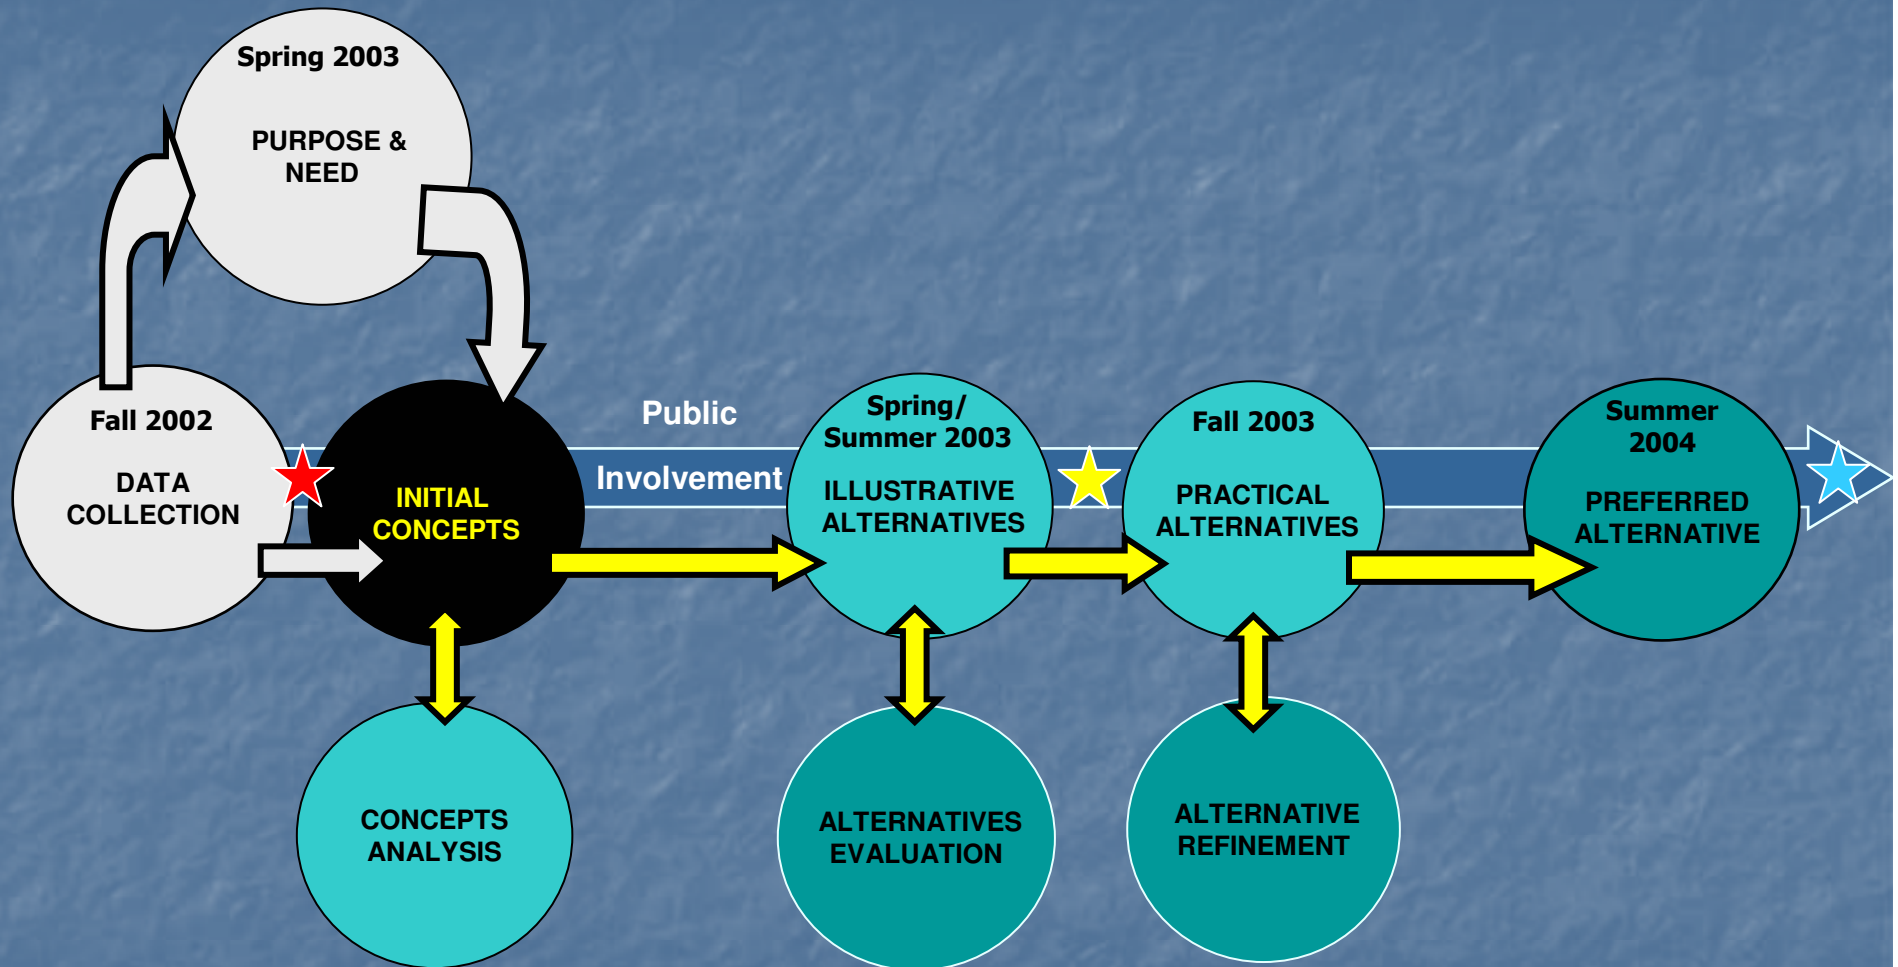 Spring 2003
PURPOSE &
NEED
Fall 2002
DATA
COLLECTION
INITIAL
CONCEPTS
Public
Involvement
Spring/
Summer 2003
ILLUSTRATIVE
ALTERNATIVES
Fall 2003
PRACTICAL
ALTERNATIVES
Summer
2004
PREFERRED
ALTERNATIVE
CONCEPTS
ANALYSIS
ALTERNATIVES
EVALUATION
ALTERNATIVE
REFINEMENT